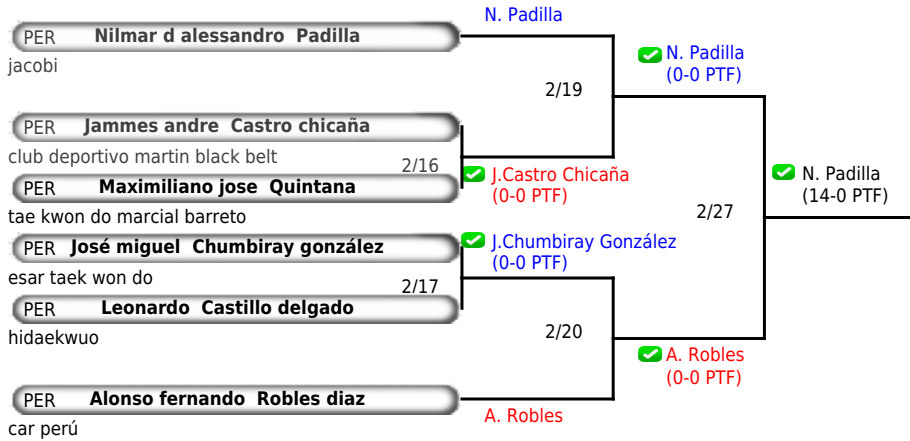 N. Padilla
PER Nilmar d alessandro Padilla
jacobi
N. Padilla
(0-0 PTF)
2/19
PER Jammes andre Castro chicaña
club deportivo martin black belt
2/16
J.Castro Chicaña
(0-0 PTF)
PER Maximiliano jose Quintana
tae kwon do marcial barreto
N. Padilla
(14-0 PTF)
2/27
PER José miguel Chumbiray gonzález
esar taek won do
J.Chumbiray González
(0-0 PTF)
2/17
PER Leonardo Castillo delgado
hidaekwuo
2/20
A. Robles
(0-0 PTF)
PER Alonso fernando Robles diaz
car perú
A. Robles